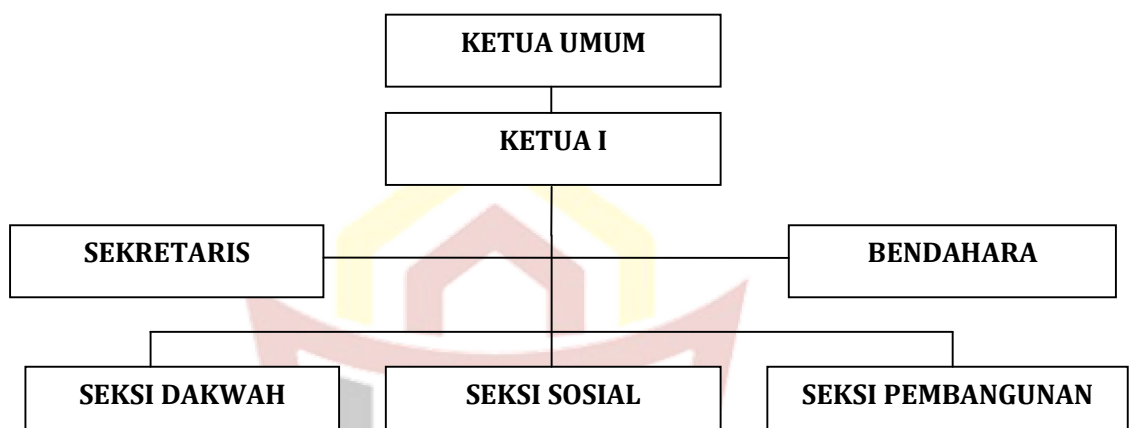 KETUA UMUM
KETUA I
SEKRETARIS
BENDAHARA
SEKSI DAKWAH
SEKSI SOSIAL
SEKSI PEMBANGUNAN